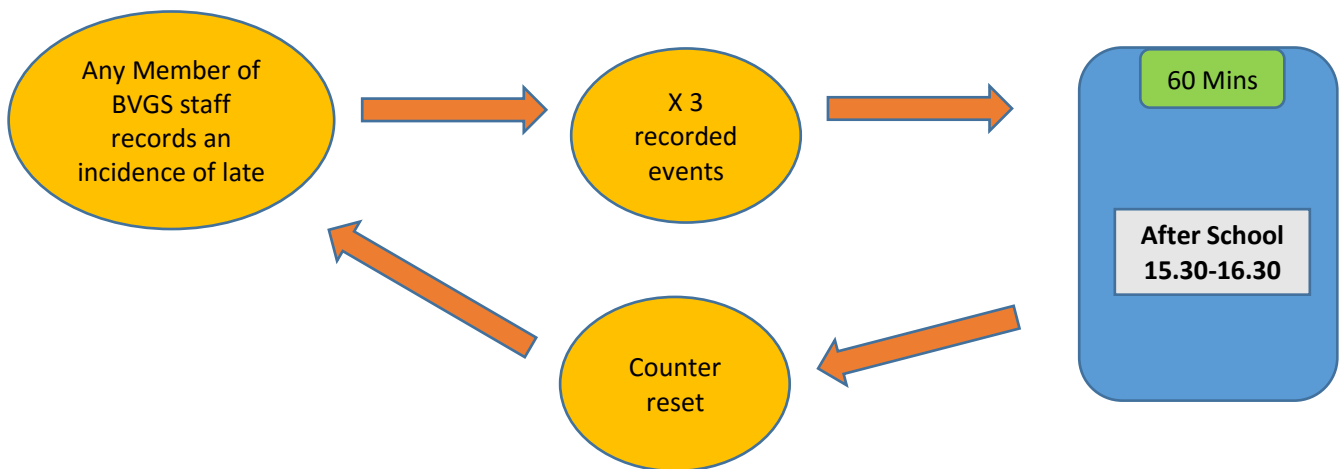 Any Member of
BVGS staff
records an
incidence of late
X 3
recorded
events
60 Mins
After School
15.30-16.30
Counter
reset